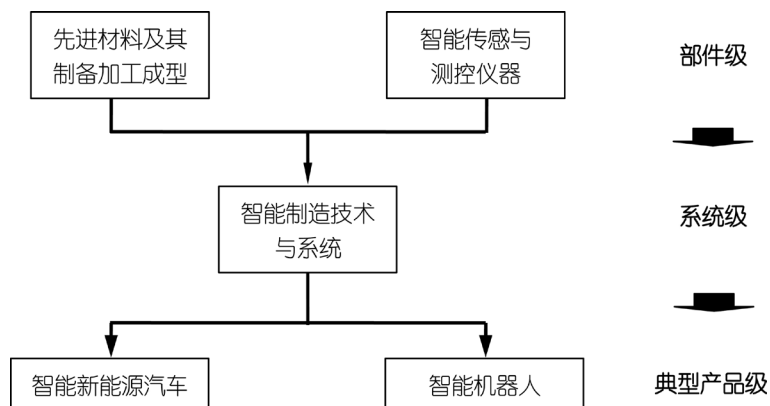 先进材料及其
制备加工成型
智能传感与
测控仪器
部件级
智能制造技术
与系统
系统级
智能新能源汽车
智能机器人
典型产品级